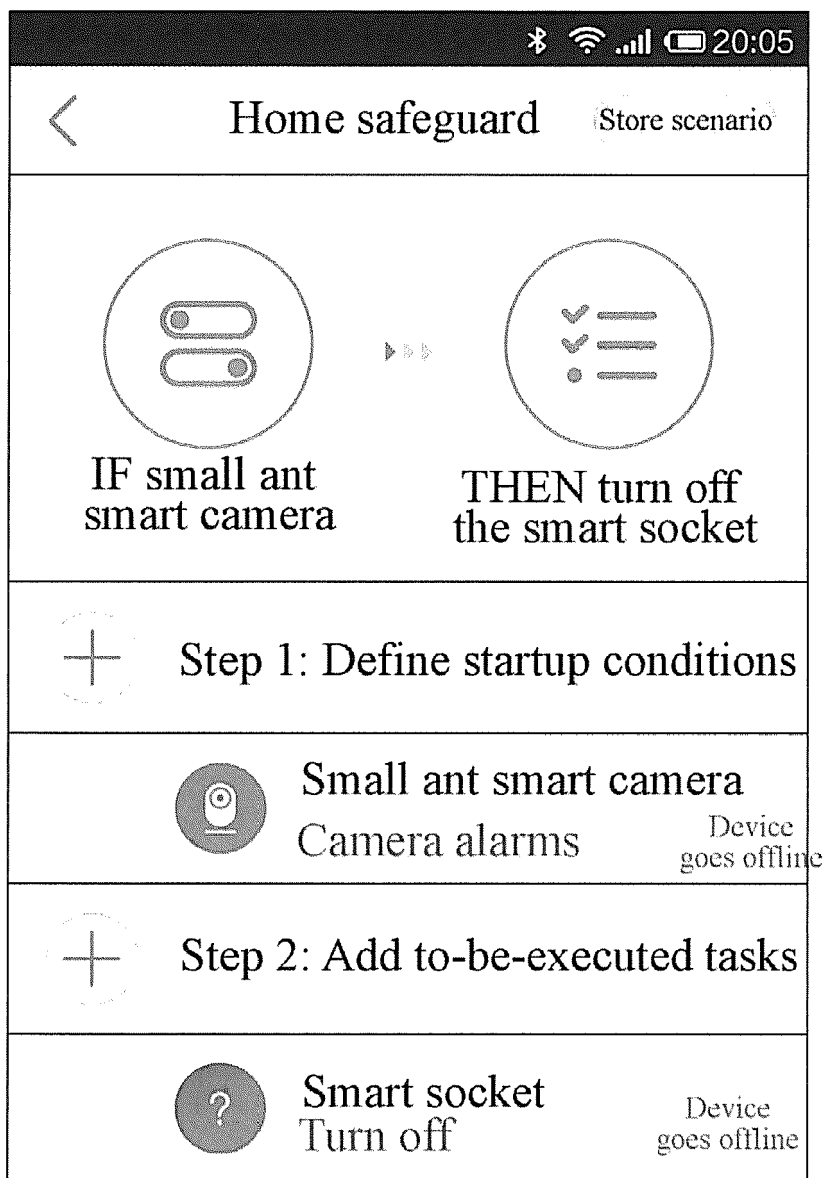 20:05
Home safeguard Store scenario
IF small ant
smart camera
THEN turn off
the smart socket
Step 1: Define startup conditions
Small ant smart camera
Camera alarms
Device
goes offline
Step 2: Add to-be-executed tasks
?
Smart socket
Turn off
Device
goes offline